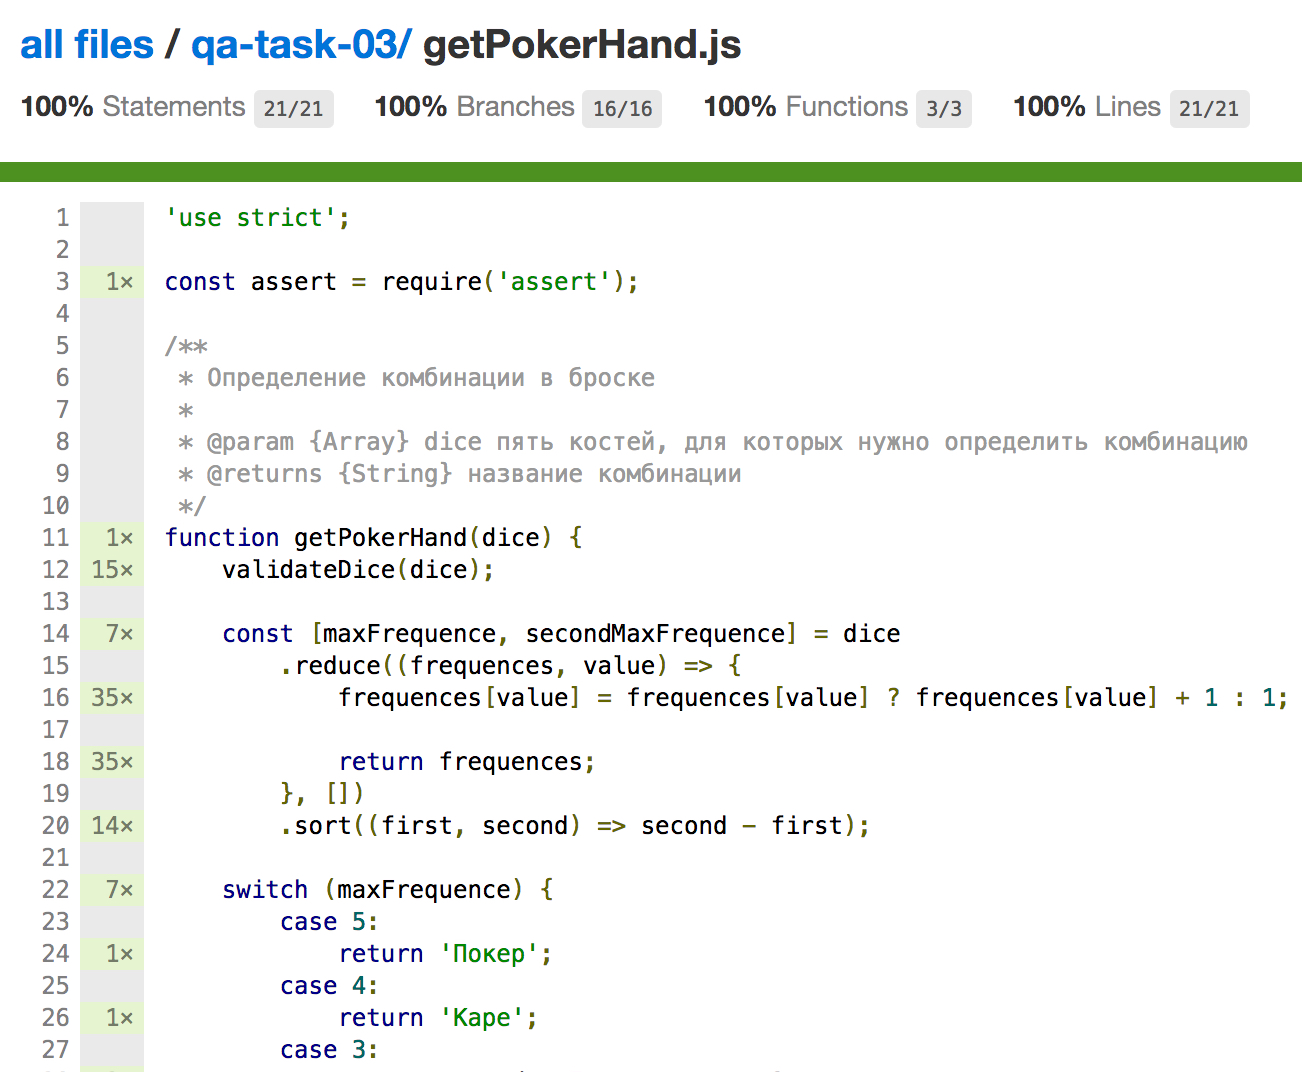 all files / qa-task-03/ getPokerHand.js
100% Statements 21/21 100% Branches 16/16 100% Functions 3/3 100% Lines 21/21
1 'use strict';
2
3 1× const assert = require('assert');
4
5 /**
6 * Определение комбинации в броске
7 *
8 * @param {Array} dice пять костей, для которых нужно определить комбинацию
9 * @returns {String} название комбинации
10 */
11 1× function getPokerHand(dice) {
12 15× validateDice(dice);
13
14 7× const [maxFrequence, secondMaxFrequence] = dice
15 .reduce((frequences, value) => {
16 35× frequences[value] = frequences[value] ? frequences[value] + 1 : 1;
17
18 35× return frequences;
19 }, [])
20 14× .sort((first, second) => second - first);
21
22 7× switch (maxFrequence) {
23 case 5:
24 1× return 'Покер';
25 case 4:
26 1× return 'Каре';
27 case 3: